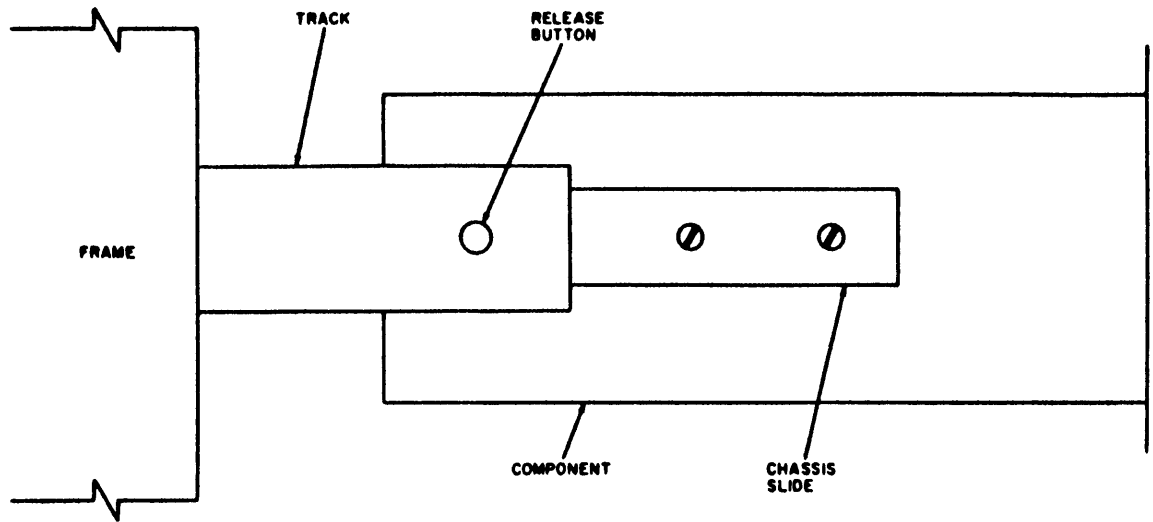 TRACK
RELEASE
BUTTON
FRAME
COMPONENT
CHASSIS
SLIDE